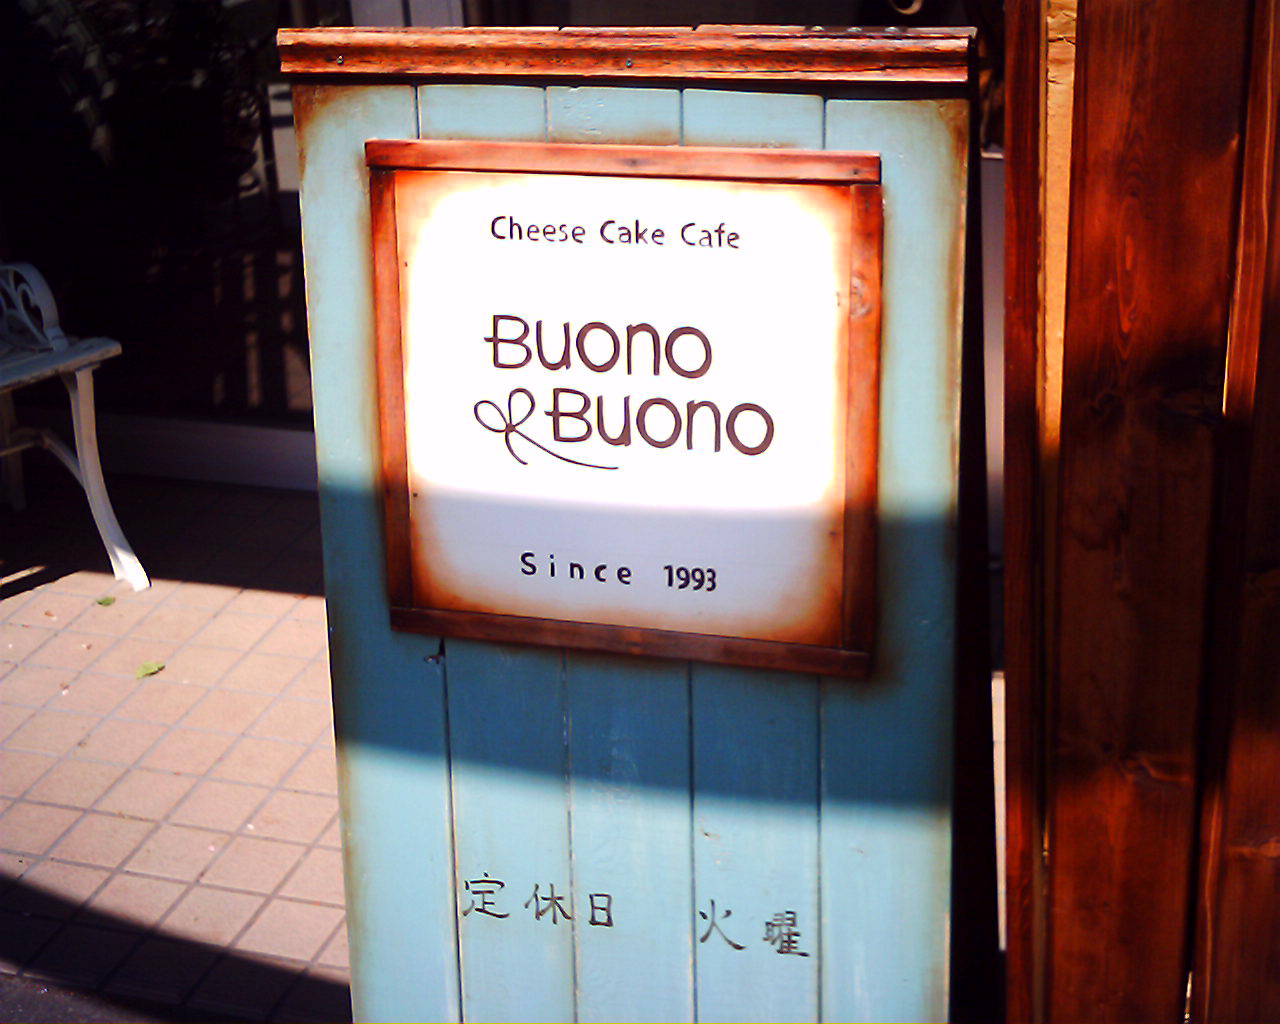 Cheese Cake Cafe
Buono
Buono
Since 1993
定休日 火曜